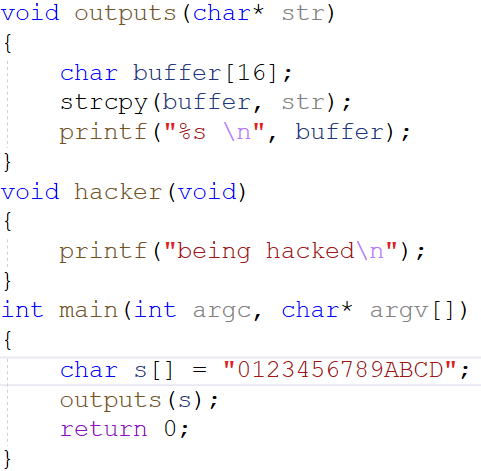 void outputs(char* str)
{
    char buffer[16];
    strcpy(buffer, str);
    printf("%s \n", buffer);
}
void hacker(void)
{
    printf("being hacked\n");
}
int main(int argc, char* argv[])
{
    char s[] = "0123456789ABCD";
    outputs(s);
    return 0;
}